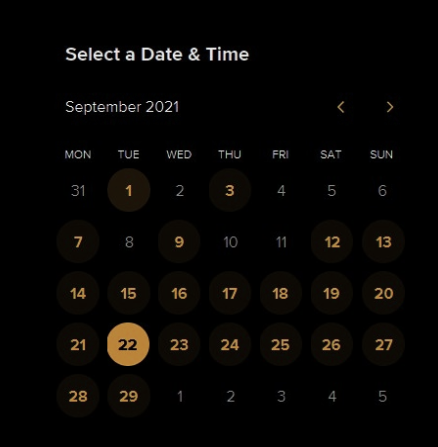 Select a Date & Time
September 2021
MON TUE WED THU FRI SAT SUN
31 1 2 3 4 5 6
7 8 9 10 11 12 13
14 15 16 17 18 19 20
21 22 23 24 25 26 27
28 29 1 2 3 4 5